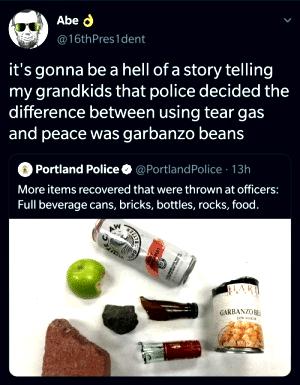 Abe 👌
@16thPres1dent
it's gonna be a hell of a story telling
my grandkids that police decided the
difference between using tear gas
and peace was garbanzo beans
Portland Police @PortlandPolice · 13h
More items recovered that were thrown at officers:
Full beverage cans, bricks, bottles, rocks, food.
GARBANZO